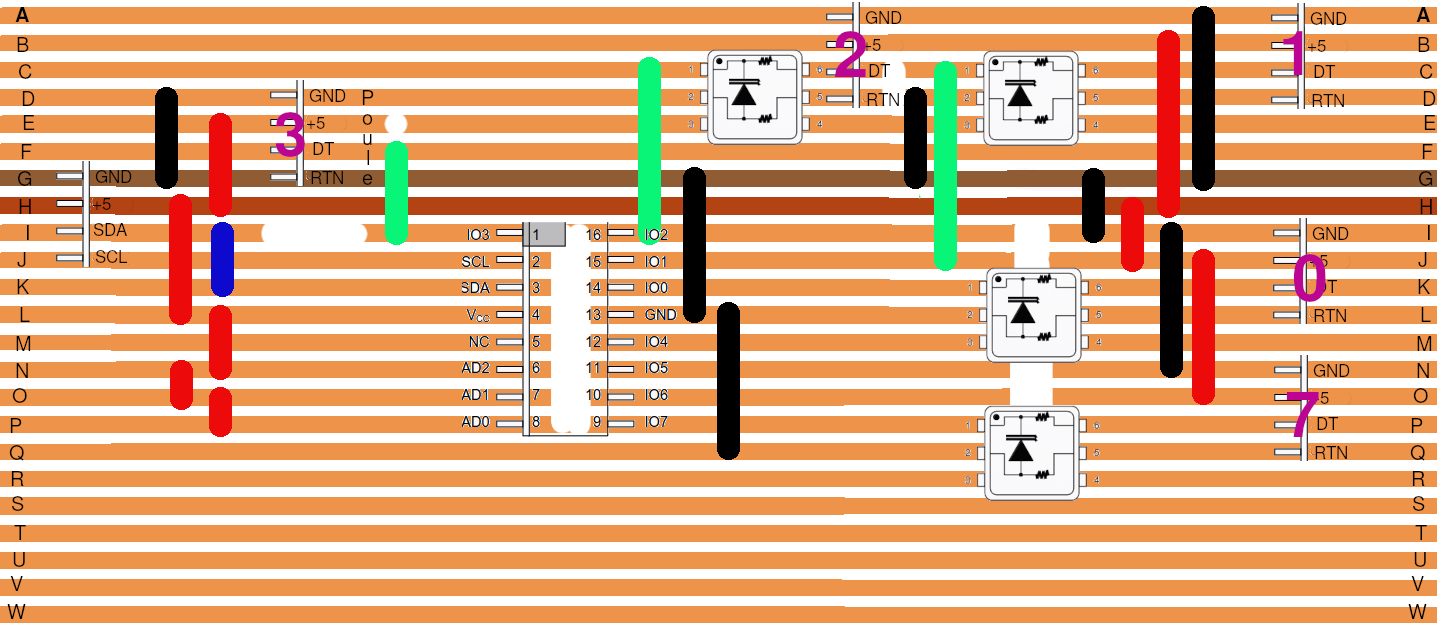 A GND GND A
B +5 +5 B
2 1
C 1 6 DT 1 6 DT C
D GND P 2 5 RTN 2 5 RTN D
E +5 o 3 4 3 4 E
3
F DT u F
l
G GND RTN e G
H +5 H
I SDA IO3 1 16 IO2 GND I
J SCL SCL 2 15 IO1 +5 J
0
K SDA 3 14 IO0 1 6 DT K
L VCC 4 13 GND 2 5 RTN L
M NC 5 12 IO4 3 4 M
N AD2 6 11 IO5 GND N
O AD1 7 10 IO6 +5 O
7
P AD0 8 9 IO7 1 6 DT P
Q 2 5 RTN Q
R 3 4 R
S S
T T
U U
V V
W W